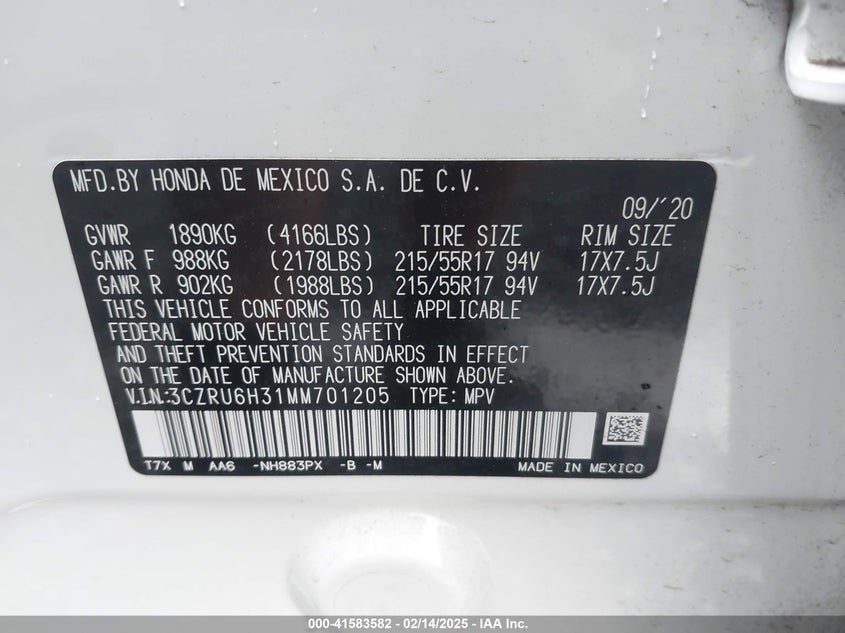 MFD.BY HONDA DE MEXICO S.A. DE C.V.
09/'20
GVWR 1890KG (4166LBS) TIRE SIZE RIM SIZE
GAWR F 988KG (2178LBS) 215/55R17 94V 17X7.5J
GAWR R 902KG (1988LBS) 215/55R17 94V 17X7.5J
THIS VEHICLE CONFORMS TO ALL APPLICABLE
FEDERAL MOTOR VEHICLE SAFETY
AND THEFT PREVENTION STANDARDS IN EFFECT
ON THE DATE OF MANUFACTURE SHOWN ABOVE.
V.I.N:3CZRU6H31MM701205 TYPE: MPV
T7X M AA6 -NH883PX -B -M MADE IN MEXICO
000-41583582 - 02/14/2025 - IAA Inc.